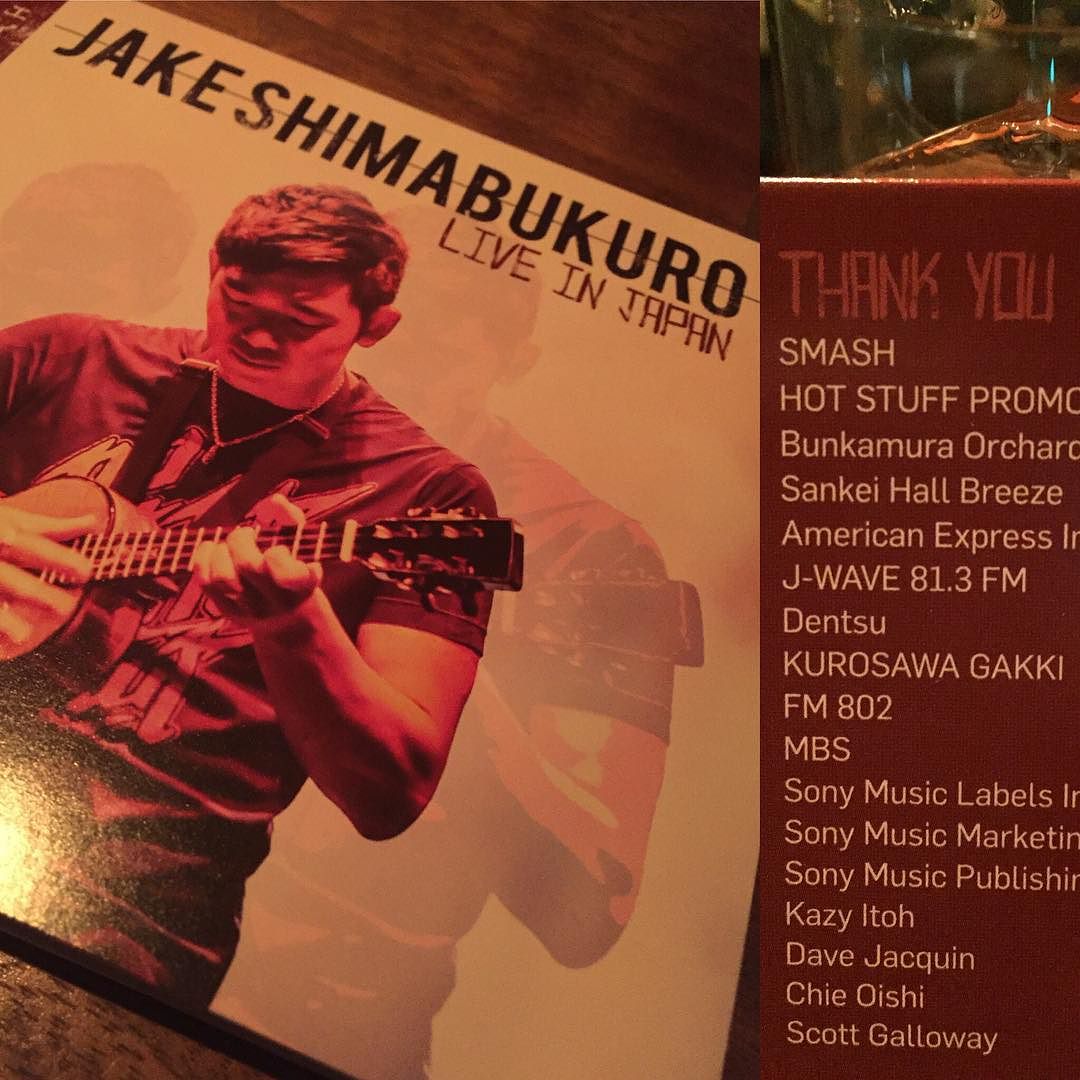 JAKE SHIMABUKURO
LIVE IN JAPAN
THANK YOU
SMASH
HOT STUFF PROMO
Bunkamura Orchard
Sankei Hall Breeze
American Express In
J-WAVE 81.3 FM
Dentsu
KUROSAWA GAKKI
FM 802
MBS
Sony Music Labels In
Sony Music Marketin
Sony Music Publishin
Kazy Itoh
Dave Jacquin
Chie Oishi
Scott Galloway